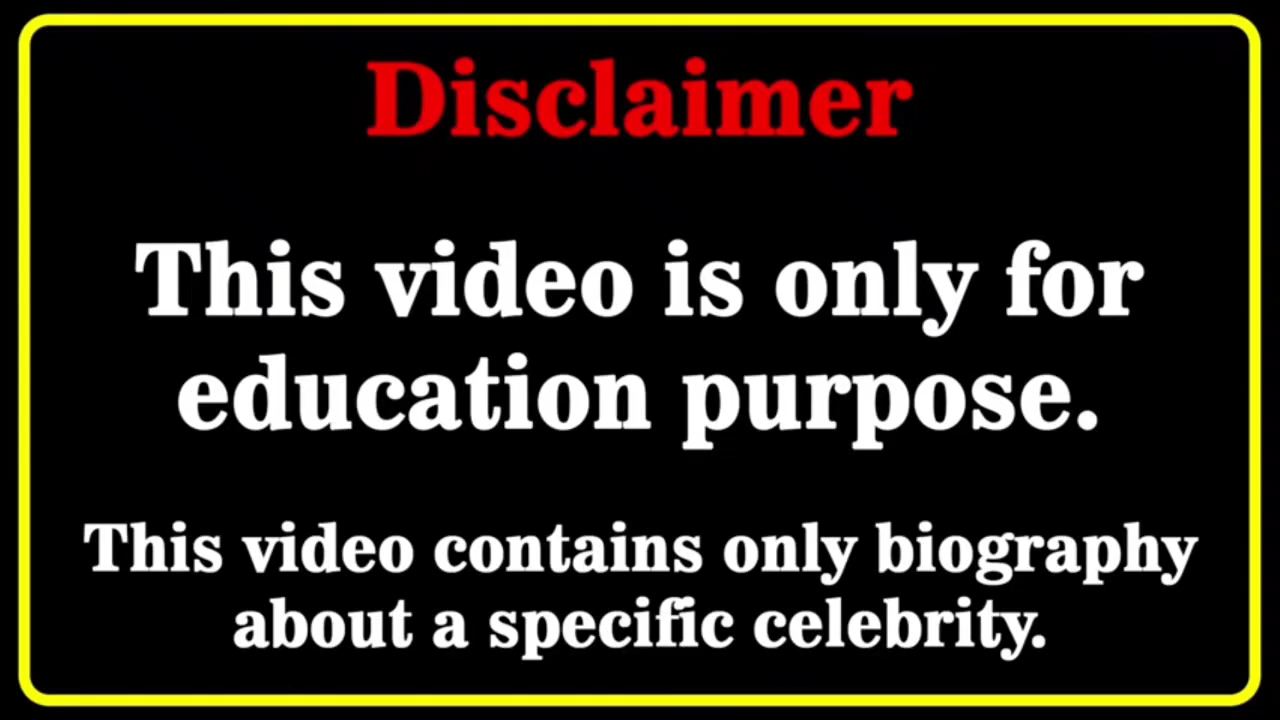 Disclaimer
This video is only for
education purpose.
This video contains only biography
about a specific celebrity.